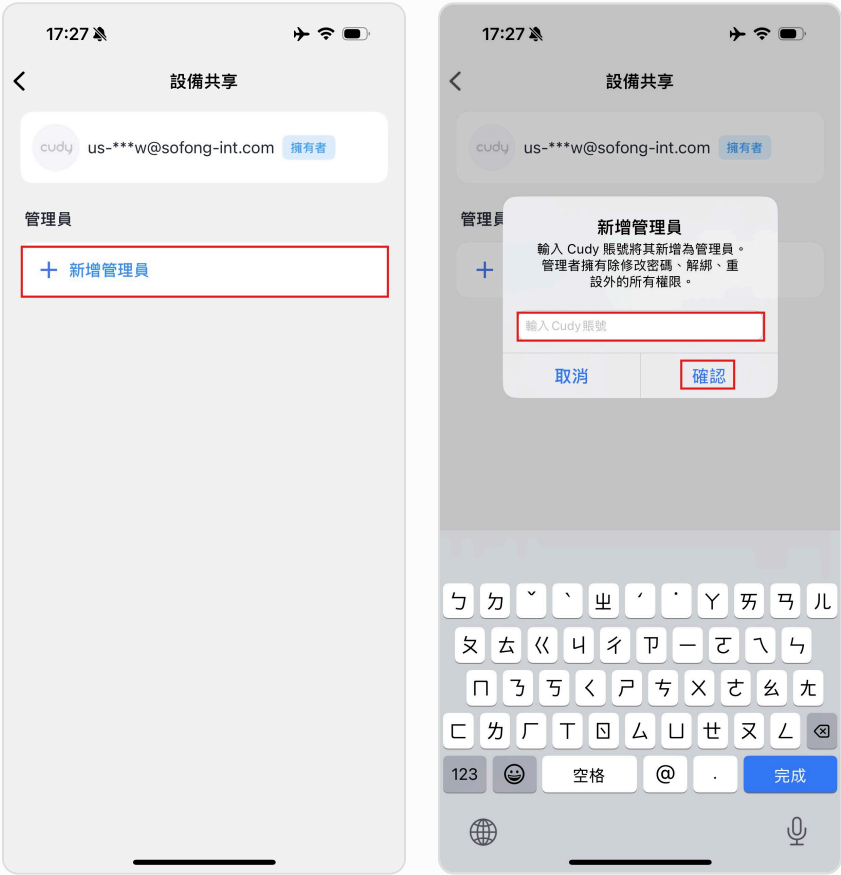 17:27
設備共享
cudy us-***w@sofong-int.com 擁有者
管理員
+ 新增管理員
17:27
設備共享
cudy us-***w@sofong-int.com 擁有者
管理員
+
新增管理員
輸入 Cudy 賬號將其新增為管理員。
管理者擁有除修改密碼、解綁、重
設外的所有權限。
輸入 Cudy 賬號
取消 確認
ㄅ ㄉ ˇ ˋ ㄓ ˊ ˙ ㄚ ㄞ ㄢ ㄦ
ㄆ ㄊ ㄍ ㄐ ㄔ ㄗ ㄧ ㄛ ㄟ ㄣ
ㄇ ㄋ ㄎ ㄑ ㄕ ㄘ ㄨ ㄜ ㄠ ㄤ
ㄈ ㄌ ㄏ ㄒ ㄖ ㄙ ㄩ ㄝ ㄡ ㄥ
123 空格 @ . 完成